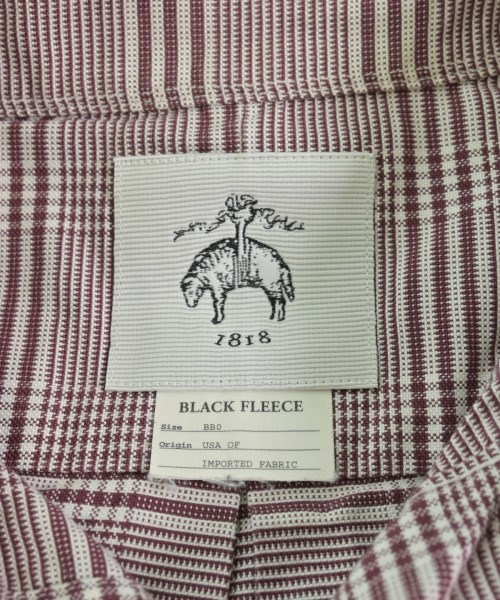 1818
BLACK FLEECE
Size BB0
Origin USA OF
IMPORTED FABRIC